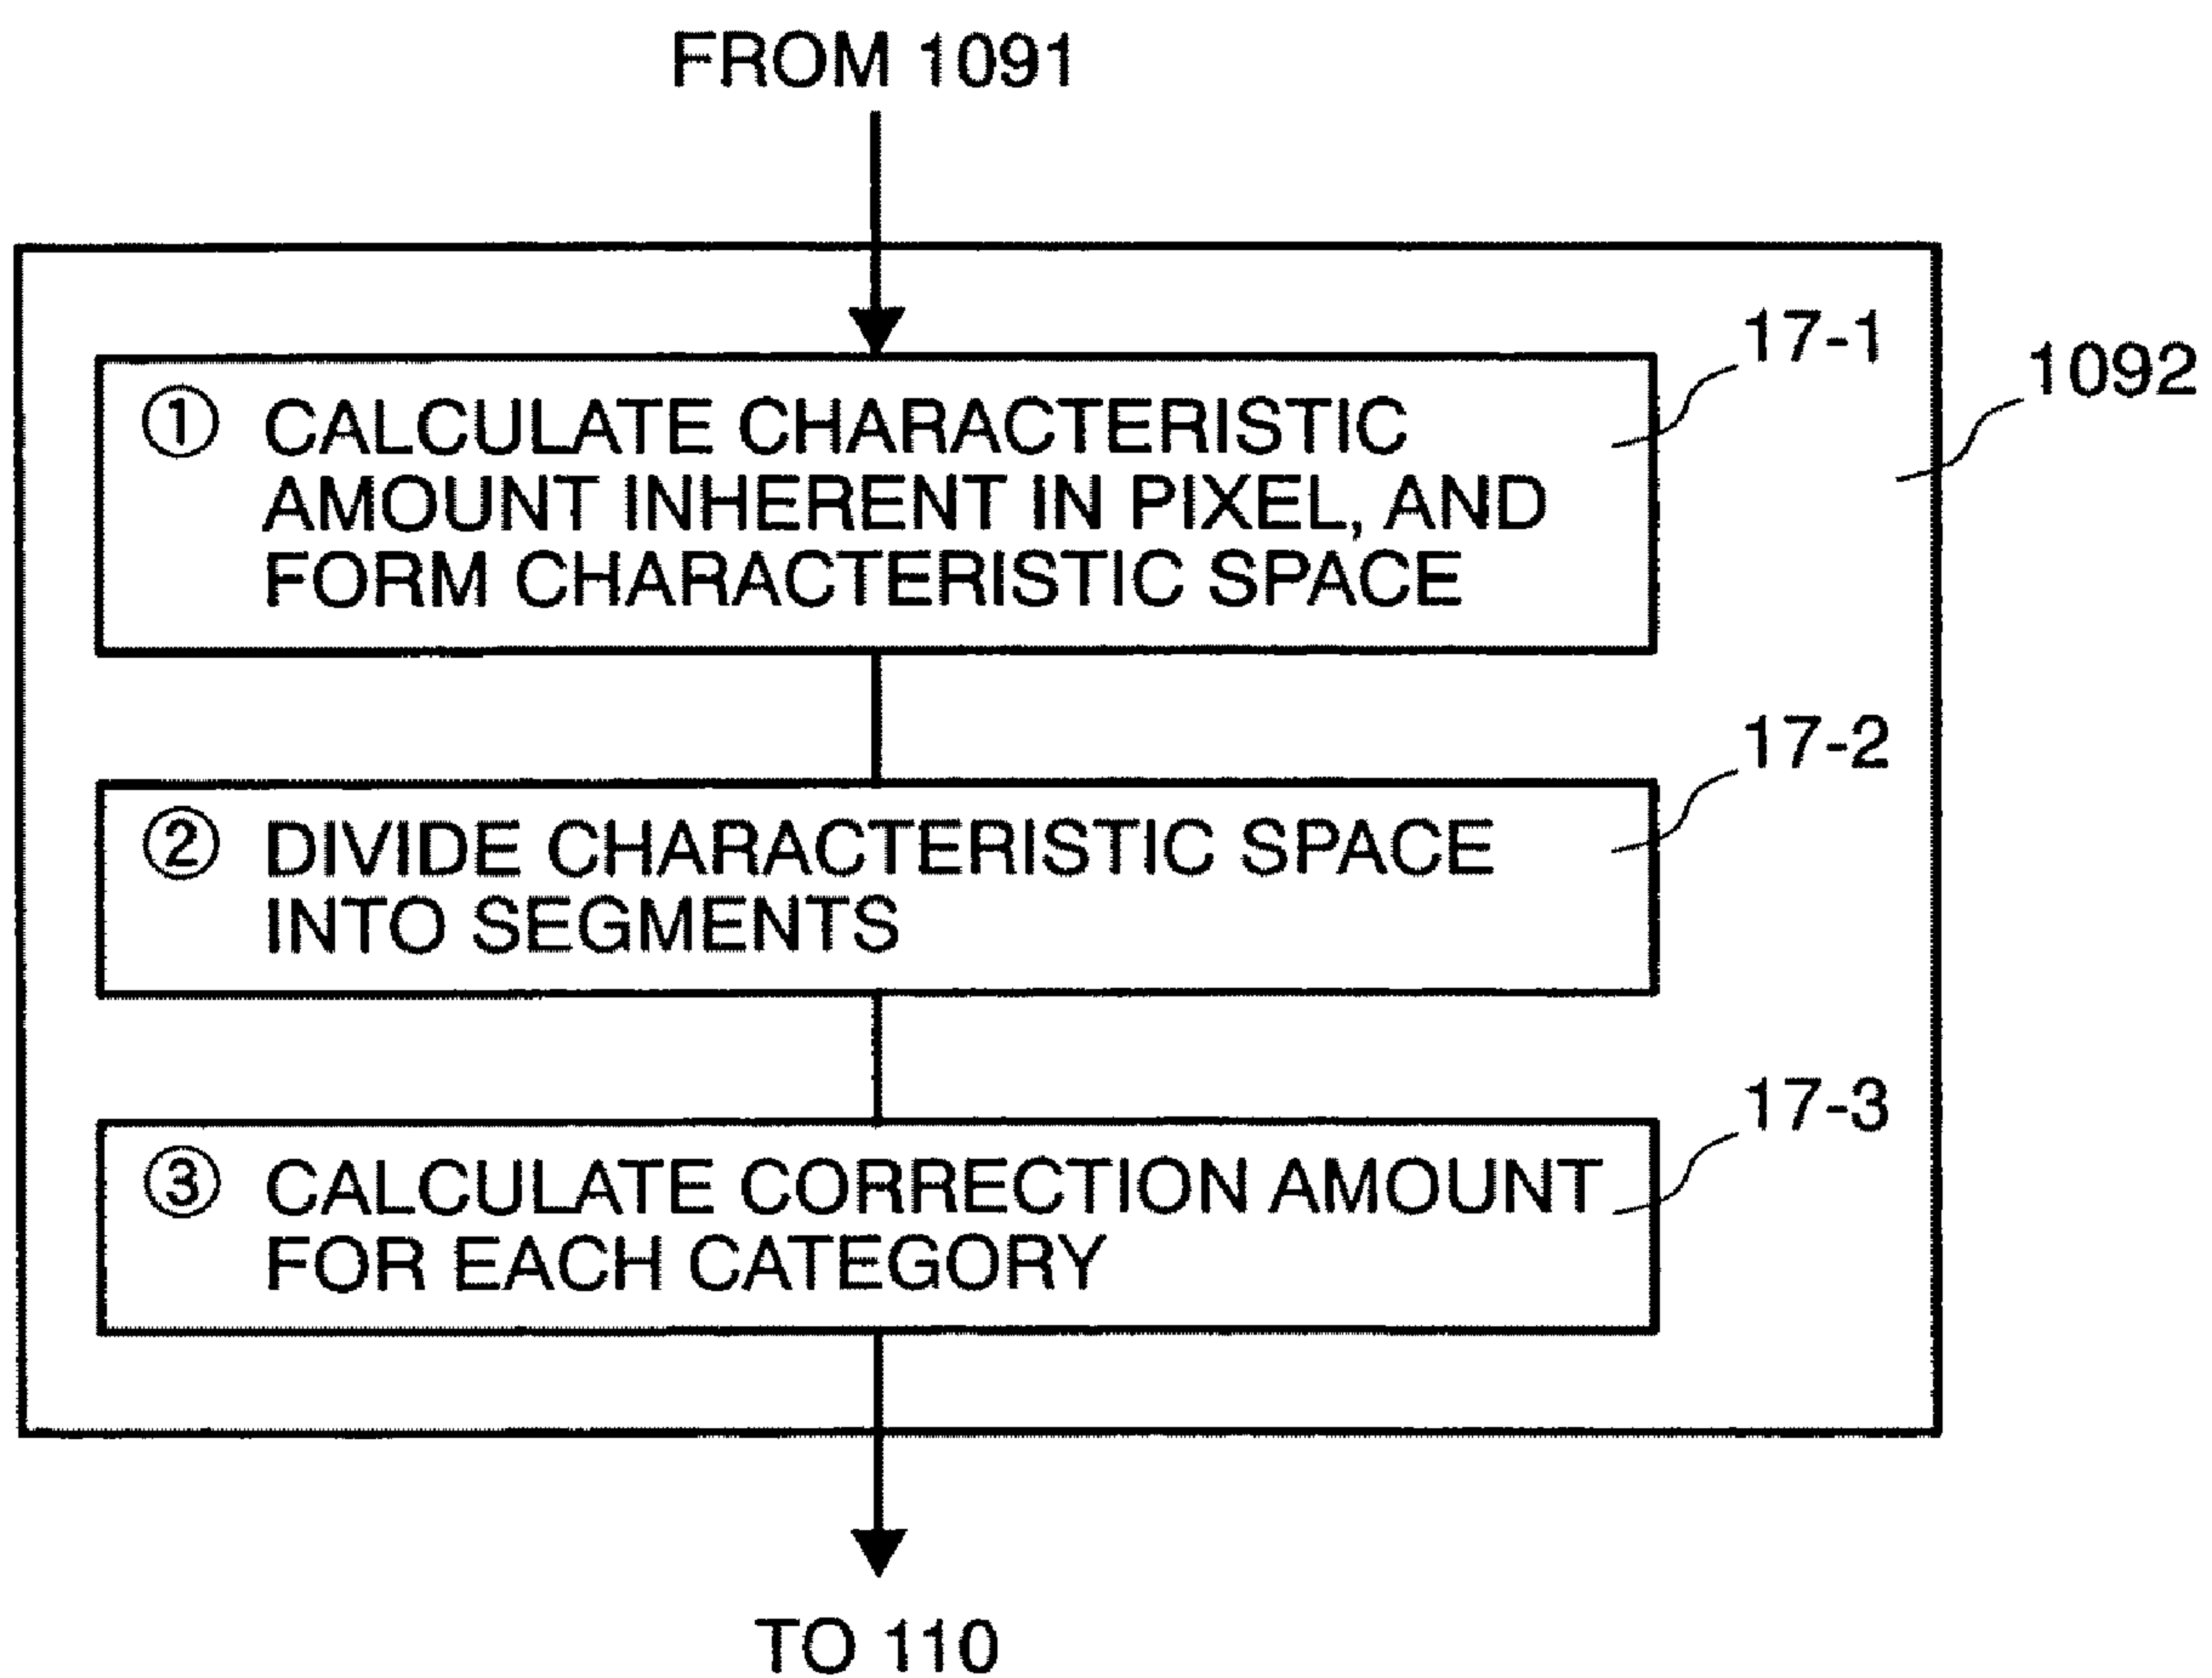 FROM 1091
17-1
1092
① CALCULATE CHARACTERISTIC
AMOUNT INHERENT IN PIXEL, AND
FORM CHARACTERISTIC SPACE
17-2
② DIVIDE CHARACTERISTIC SPACE
INTO SEGMENTS
17-3
③ CALCULATE CORRECTION AMOUNT
FOR EACH CATEGORY
TO 110